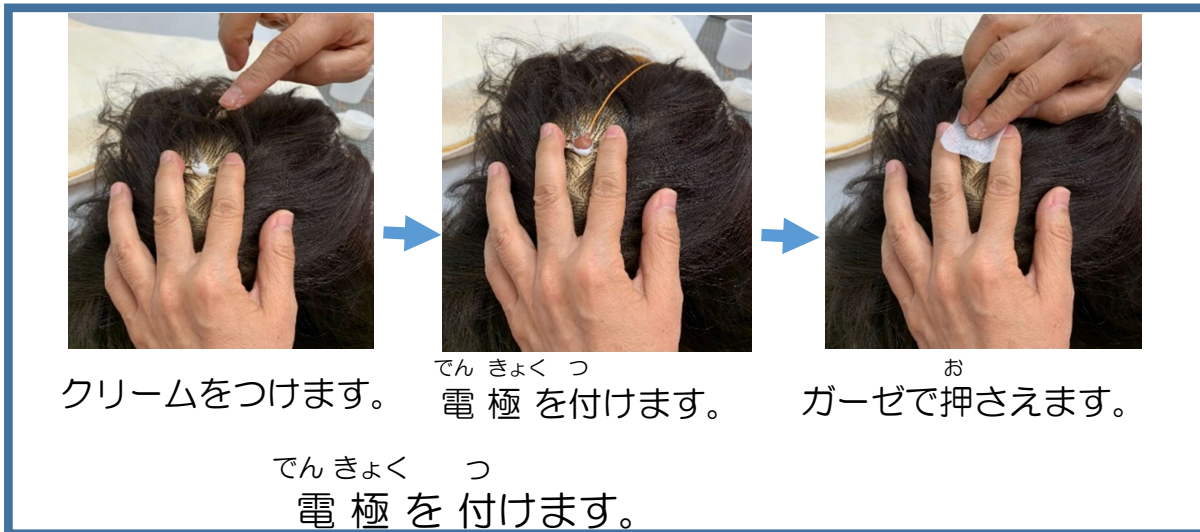 クリームをつけます。
でん きょく つ
電 極 を付けます。
お
ガーゼで押さえます。
でん きょく つ
電 極 を 付けます。